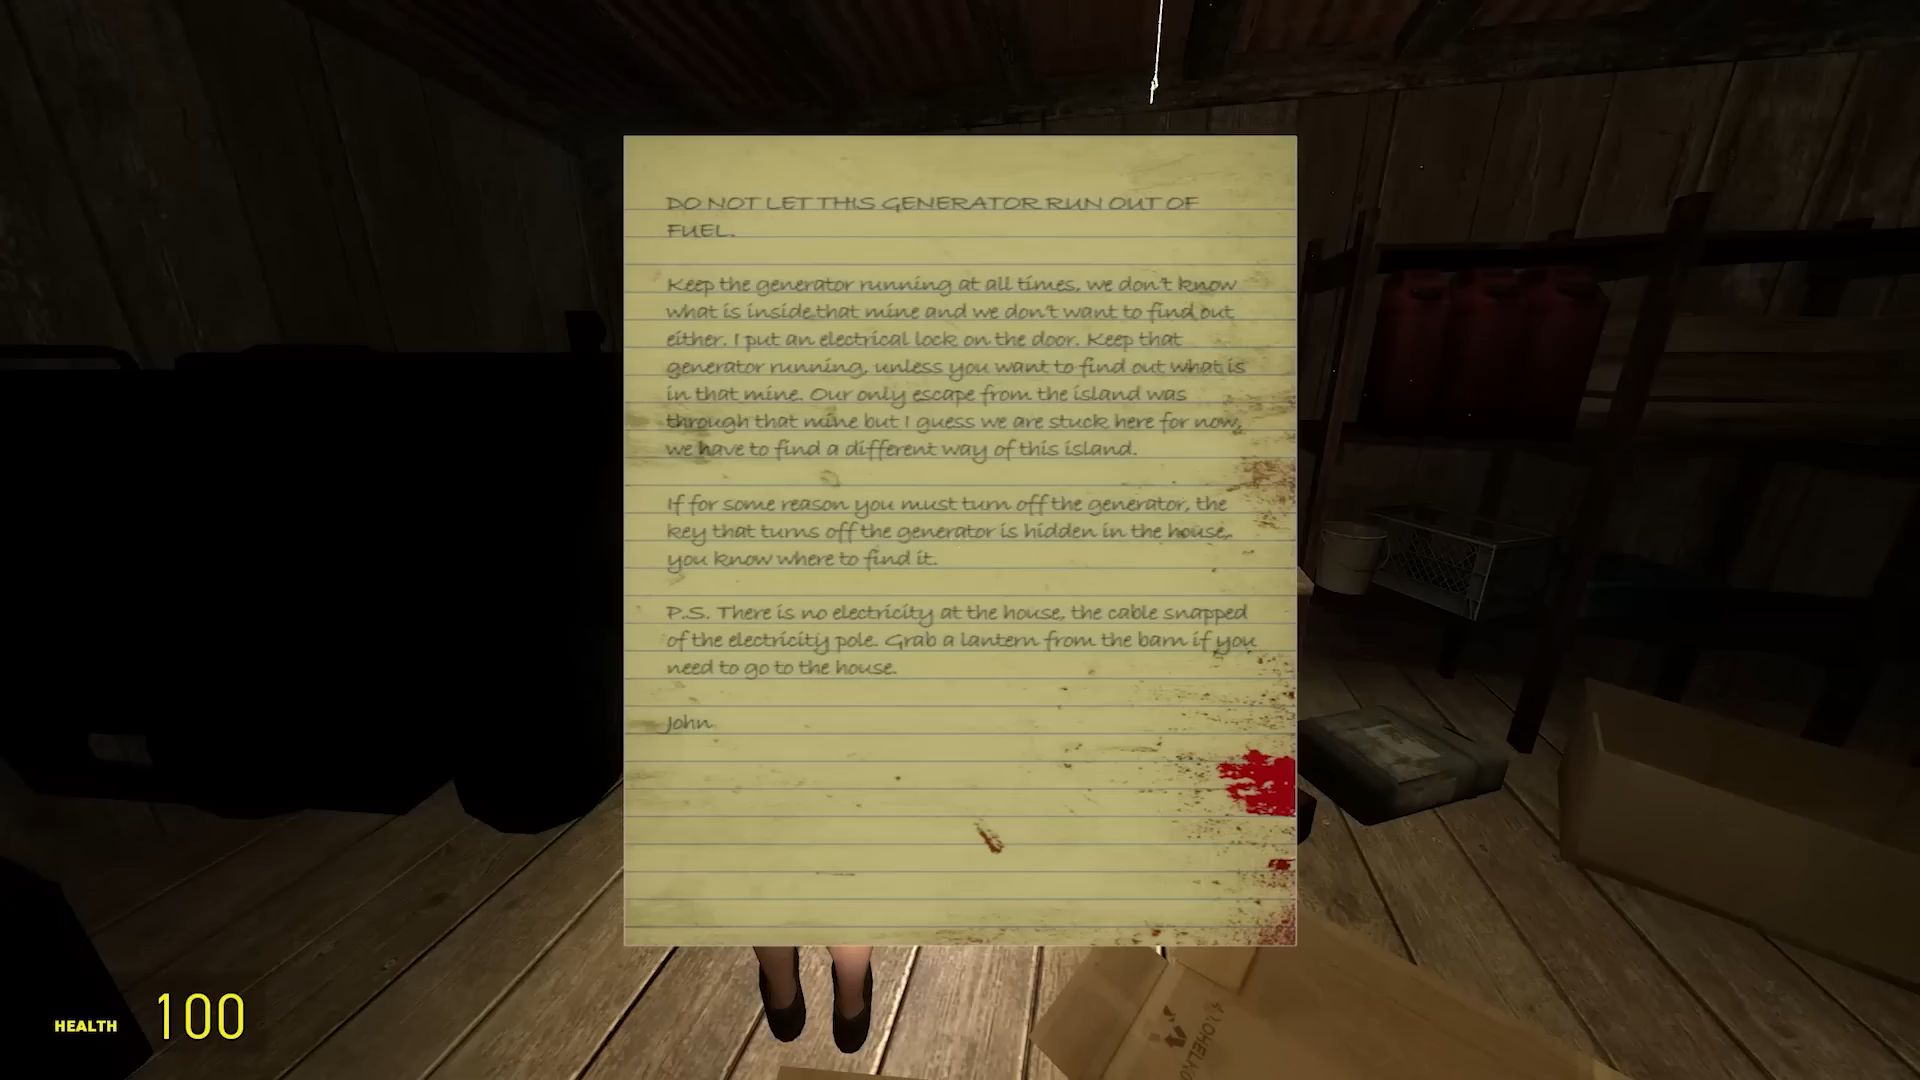 DO NOT LET THIS GENERATOR RUN OUT OF
FUEL.
Keep the generator running at all times, we don't know
what is inside that mine and we don't want to find out
either. I put an electrical lock on the door. Keep that
generator running, unless you want to find out what is
in that mine. Our only escape from the island was
through that mine but I guess we are stuck here for now,
we have to find a different way of this island.
If for some reason you must turn off the generator, the
key that turns off the generator is hidden in the house,
you know where to find it.
P.S. There is no electricity at the house, the cable snapped
of the electricity pole. Grab a lantern from the barn if you
need to go to the house.
John
HEALTH 100